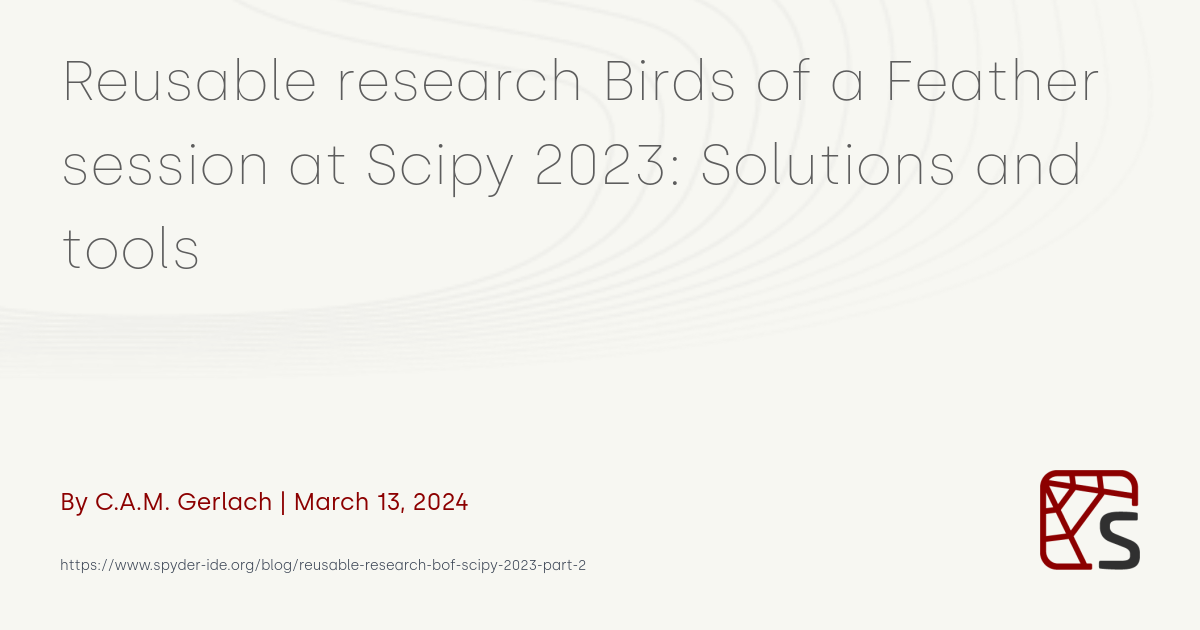 Reusable research Birds of a Feather
session at Scipy 2023: Solutions and
tools
By C.A.M. Gerlach | March 13, 2024
https://www.spyder-ide.org/blog/reusable-research-bof-scipy-2023-part-2
S